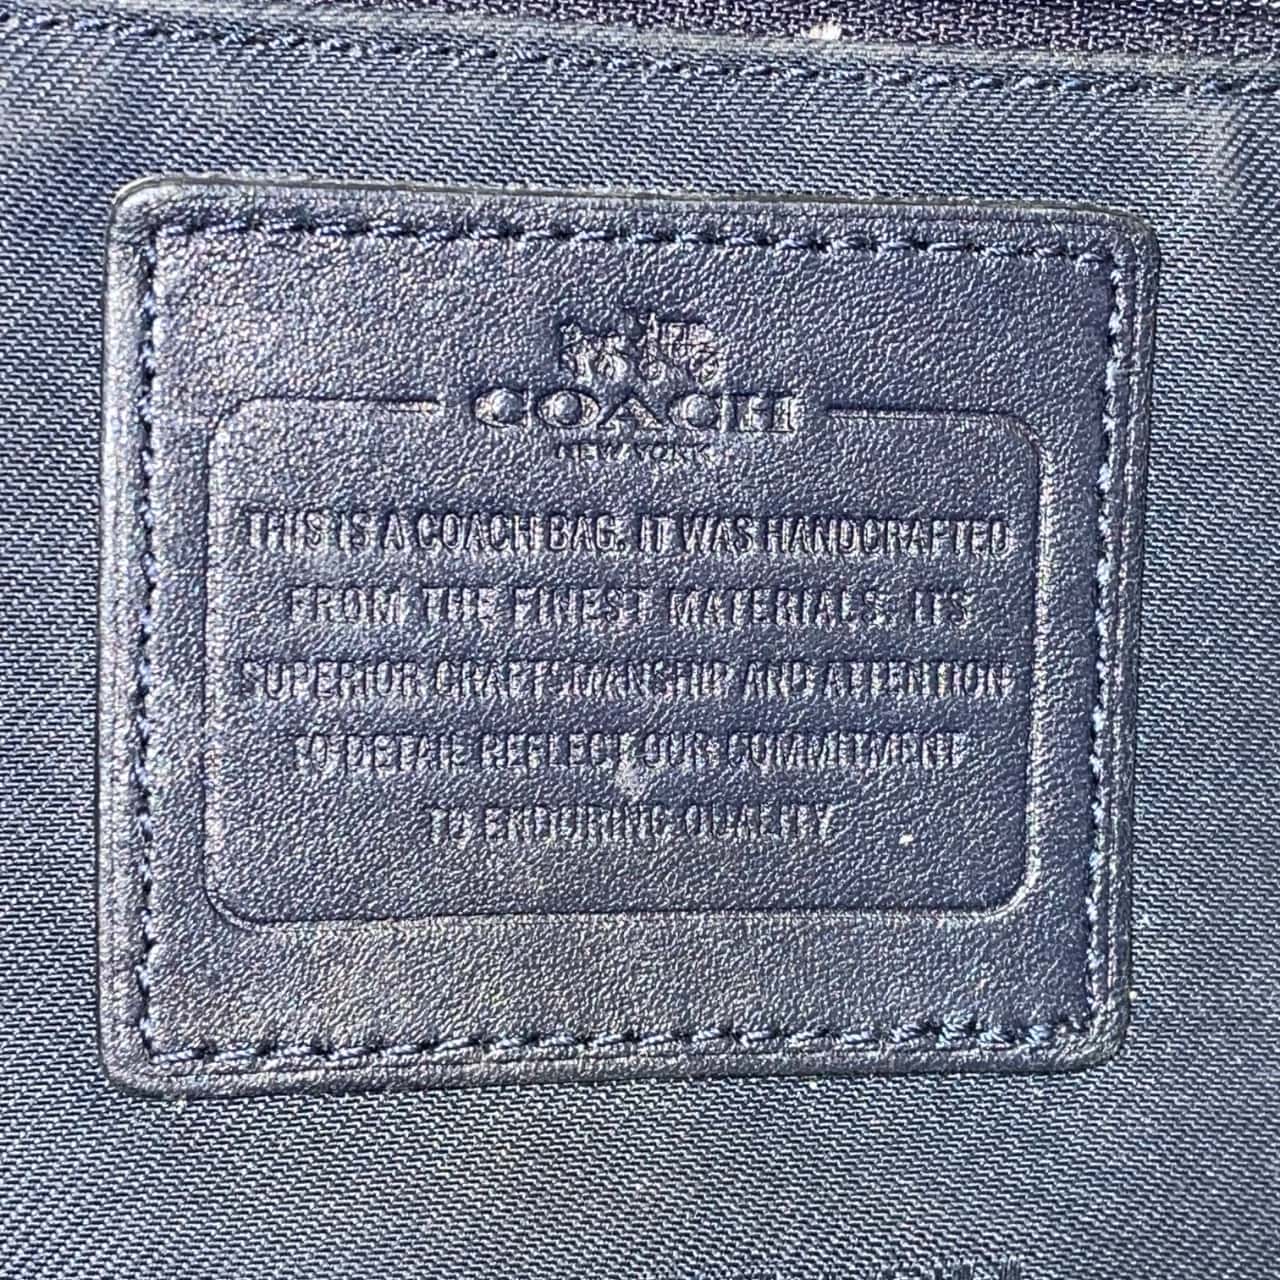 COACH
NEW YORK
THIS IS A COACH BAG. IT WAS HANDCRAFTED
FROM THE FINEST MATERIALS. ITS
SUPERIOR CRAFTSMANSHIP AND ATTENTION
TO DETAIL REFLECT OUR COMMITMENT
TO ENDURING QUALITY